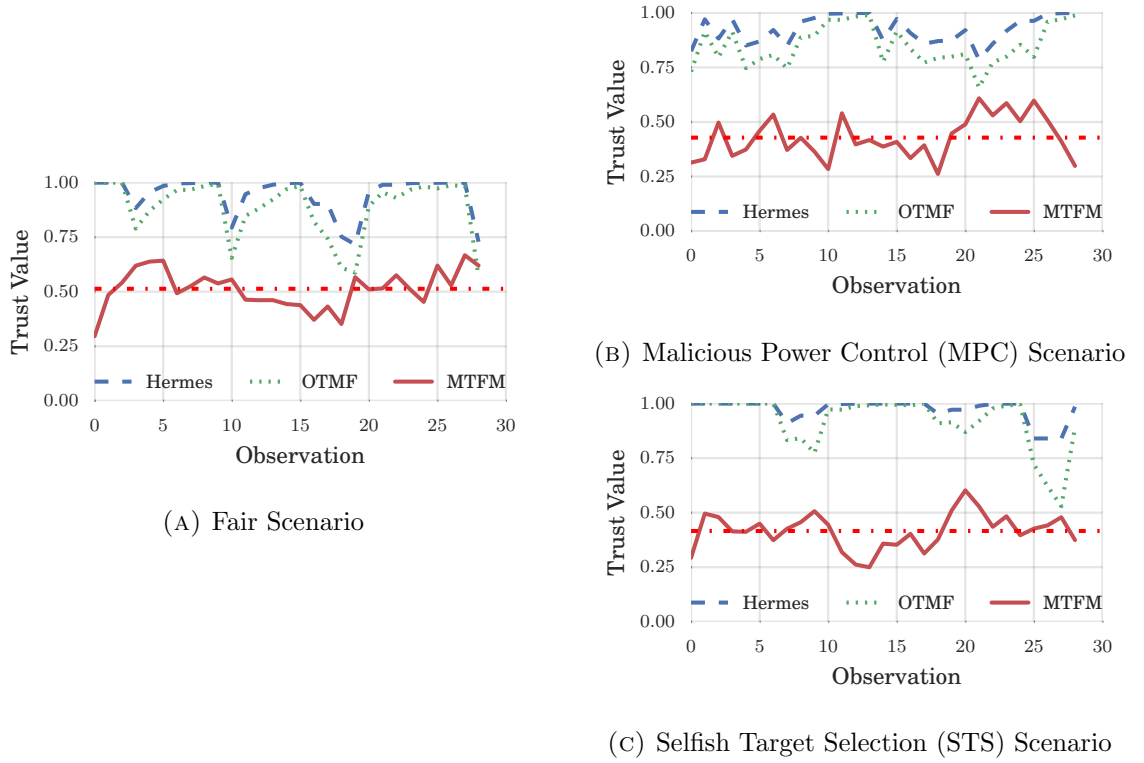 1.00
0.75
0.50
0.25
0.00
Trust Value
Hermes OTMF MTFM
0 5 10 15 20 25 30
Observation
(A) Fair Scenario
1.00
0.75
0.50
0.25
0.00
Trust Value
Hermes OTMF MTFM
0 5 10 15 20 25 30
Observation
(B) Malicious Power Control (MPC) Scenario
1.00
0.75
0.50
0.25
0.00
Trust Value
Hermes OTMF MTFM
0 5 10 15 20 25 30
Observation
(C) Selfish Target Selection (STS) Scenario